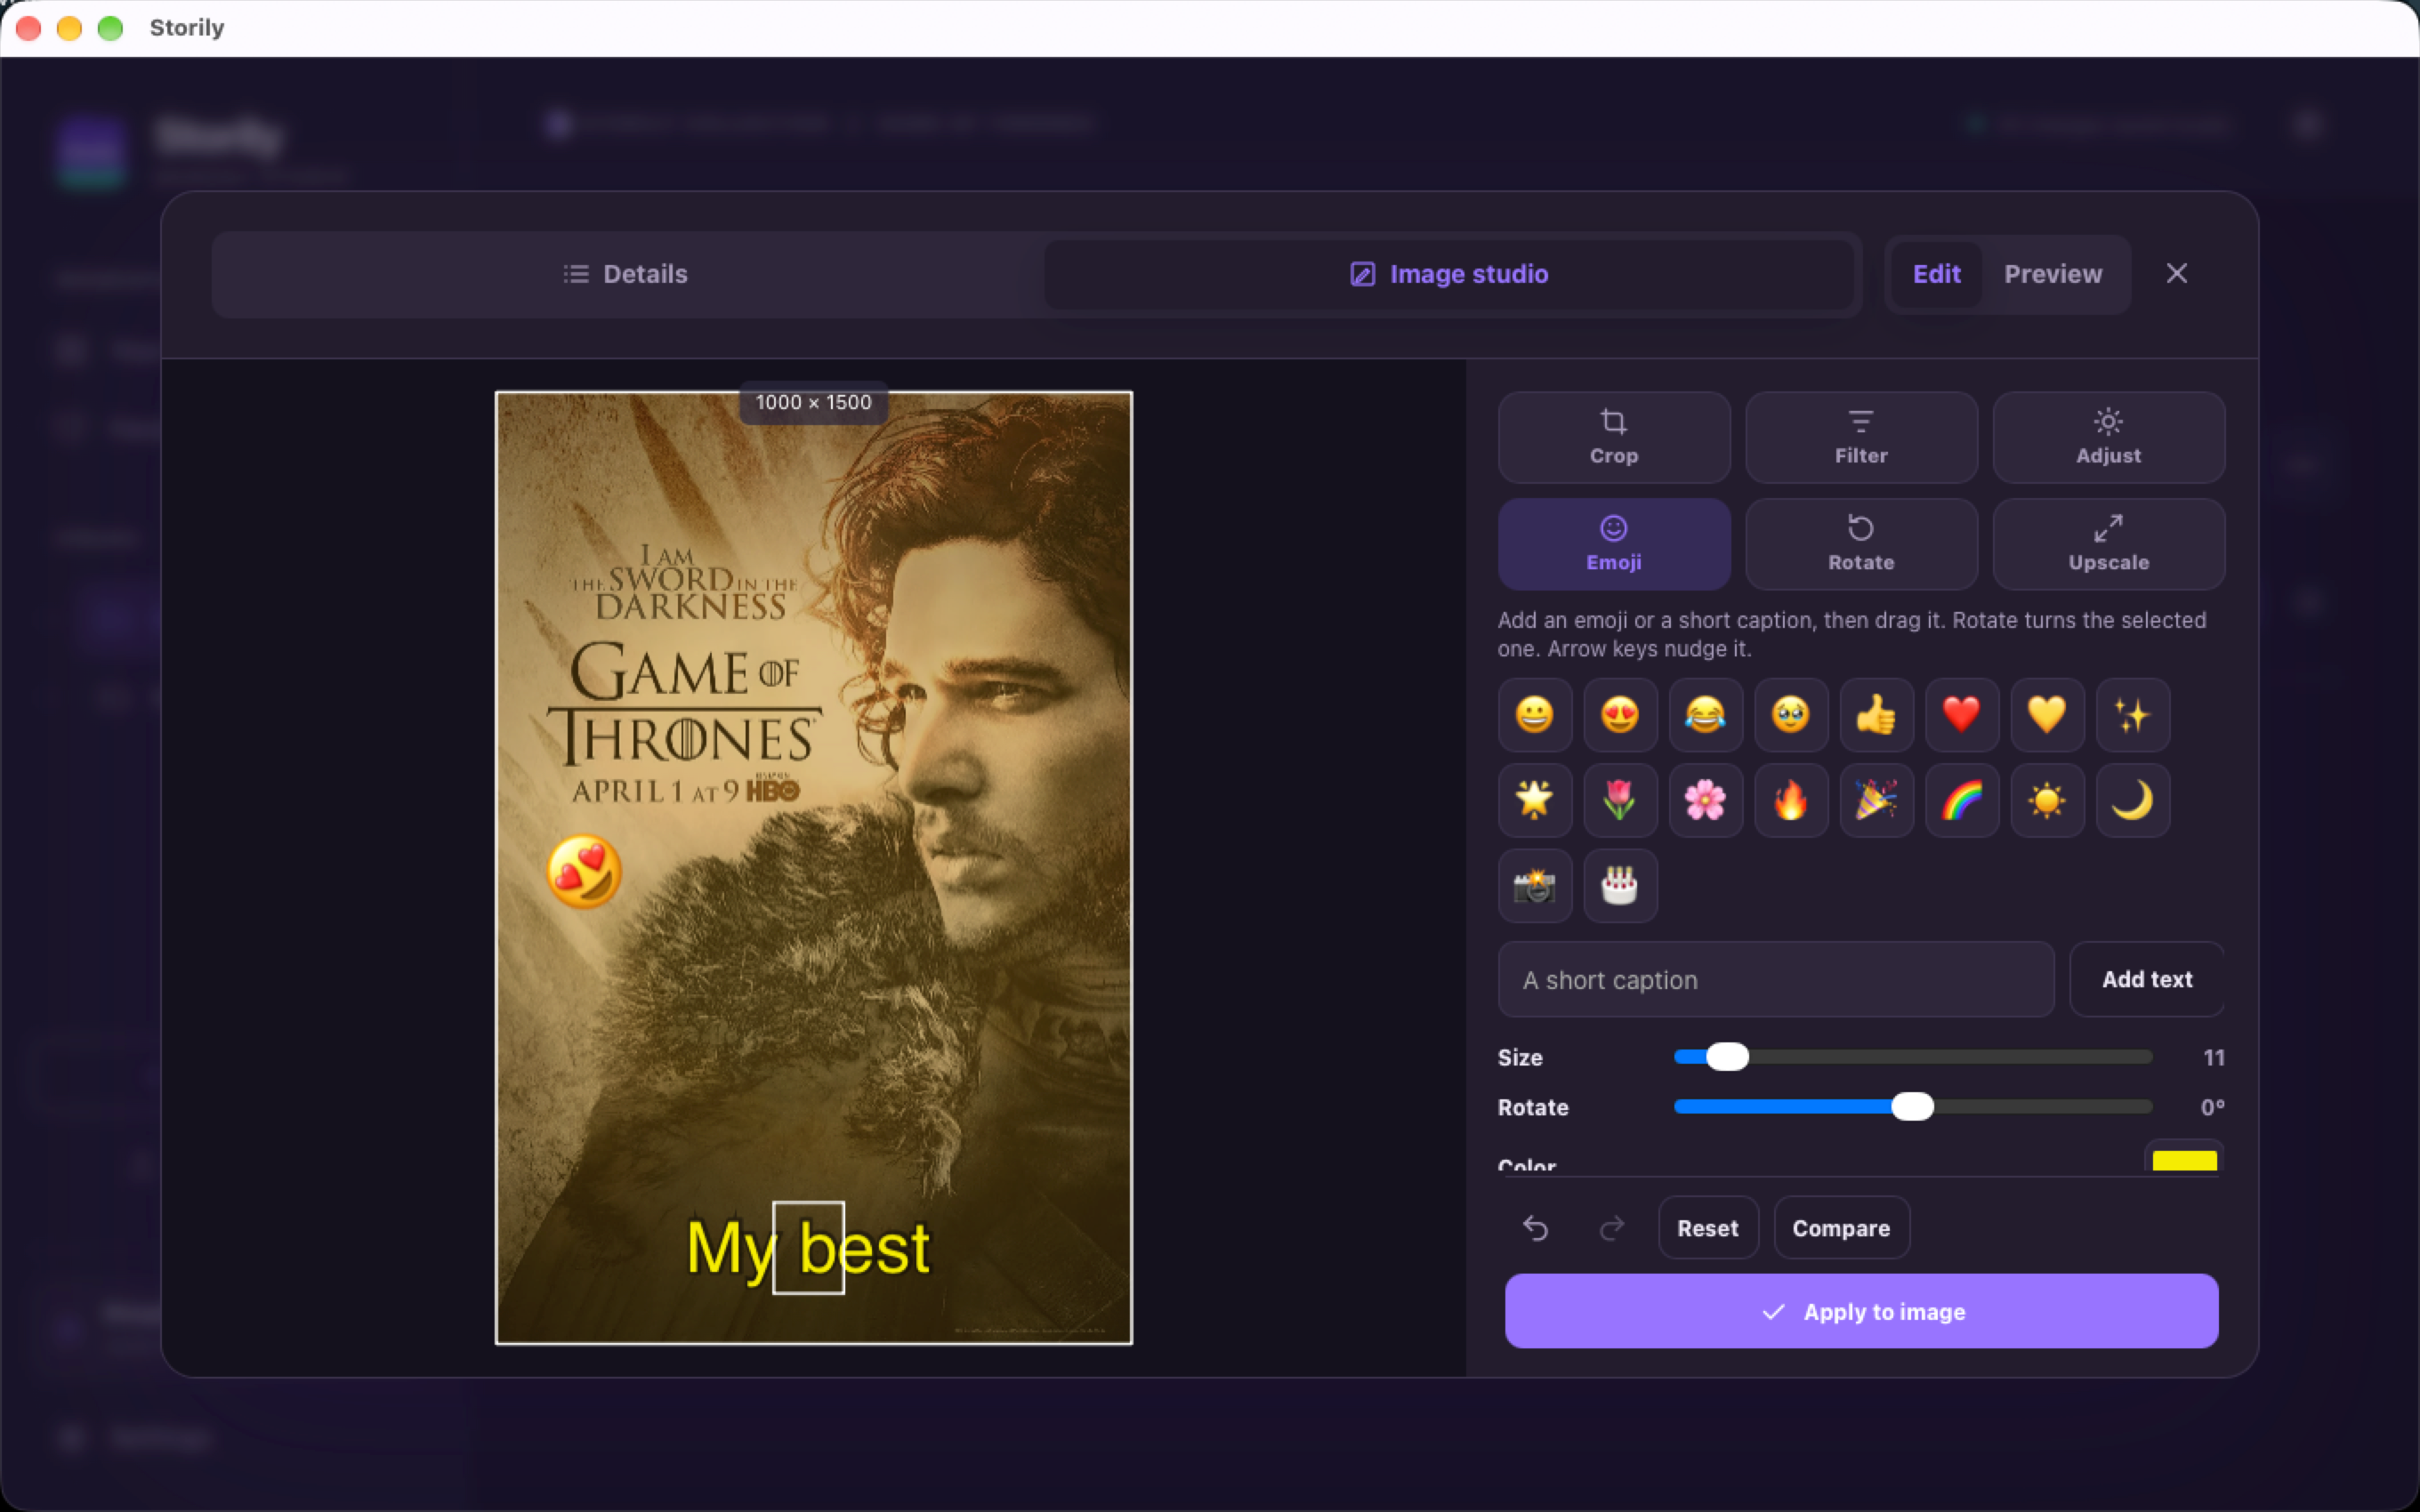 Storily
Storily
Details
Image studio
Edit
Preview
1000 × 1500
I AM
THE SWORD IN THE
DARKNESS
GAME OF
THRONES
APRIL 1 AT 9 HBO
My best
Crop
Filter
Adjust
Emoji
Rotate
Upscale
Add an emoji or a short caption, then drag it. Rotate turns the selected
one. Arrow keys nudge it.
A short caption
Add text
Size
11
Rotate
0°
Color
Reset
Compare
Apply to image
Settings